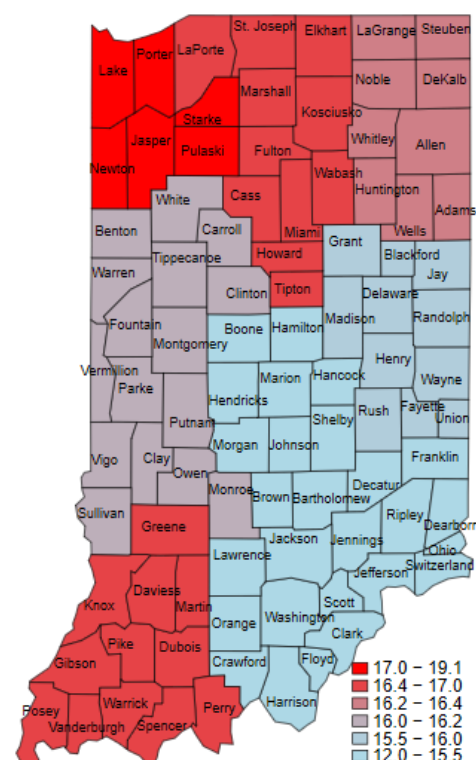 St. Joseph
Elkhart
LaGrange
Steuben
Lake
Porter
LaPorte
Noble
DeKalb
Marshall
Kosciusko
Starke
Newton
Jasper
Pulaski
Fulton
Whitley
Allen
Wabash
Huntington
White
Cass
Miami
Wells
Adams
Benton
Carroll
Howard
Grant
Blackford
Jay
Warren
Tippecanoe
Clinton
Tipton
Delaware
Randolph
Fountain
Montgomery
Boone
Hamilton
Madison
Henry
Wayne
Vermillion
Parke
Putnam
Hendricks
Marion
Hancock
Rush
Fayette
Union
Shelby
Vigo
Clay
Owen
Morgan
Johnson
Franklin
Sullivan
Monroe
Brown
Bartholomew
Decatur
Ripley
Dearborn
Greene
Jackson
Jennings
Ohio
Lawrence
Jefferson
Switzerland
Knox
Daviess
Martin
Orange
Washington
Scott
Clark
Gibson
Pike
Dubois
Crawford
Floyd
Harrison
Posey
Vanderburgh
Warrick
Spencer
Perry
17.0 − 19.1
16.4 − 17.0
16.2 − 16.4
16.0 − 16.2
15.5 − 16.0
12.0 − 15.5